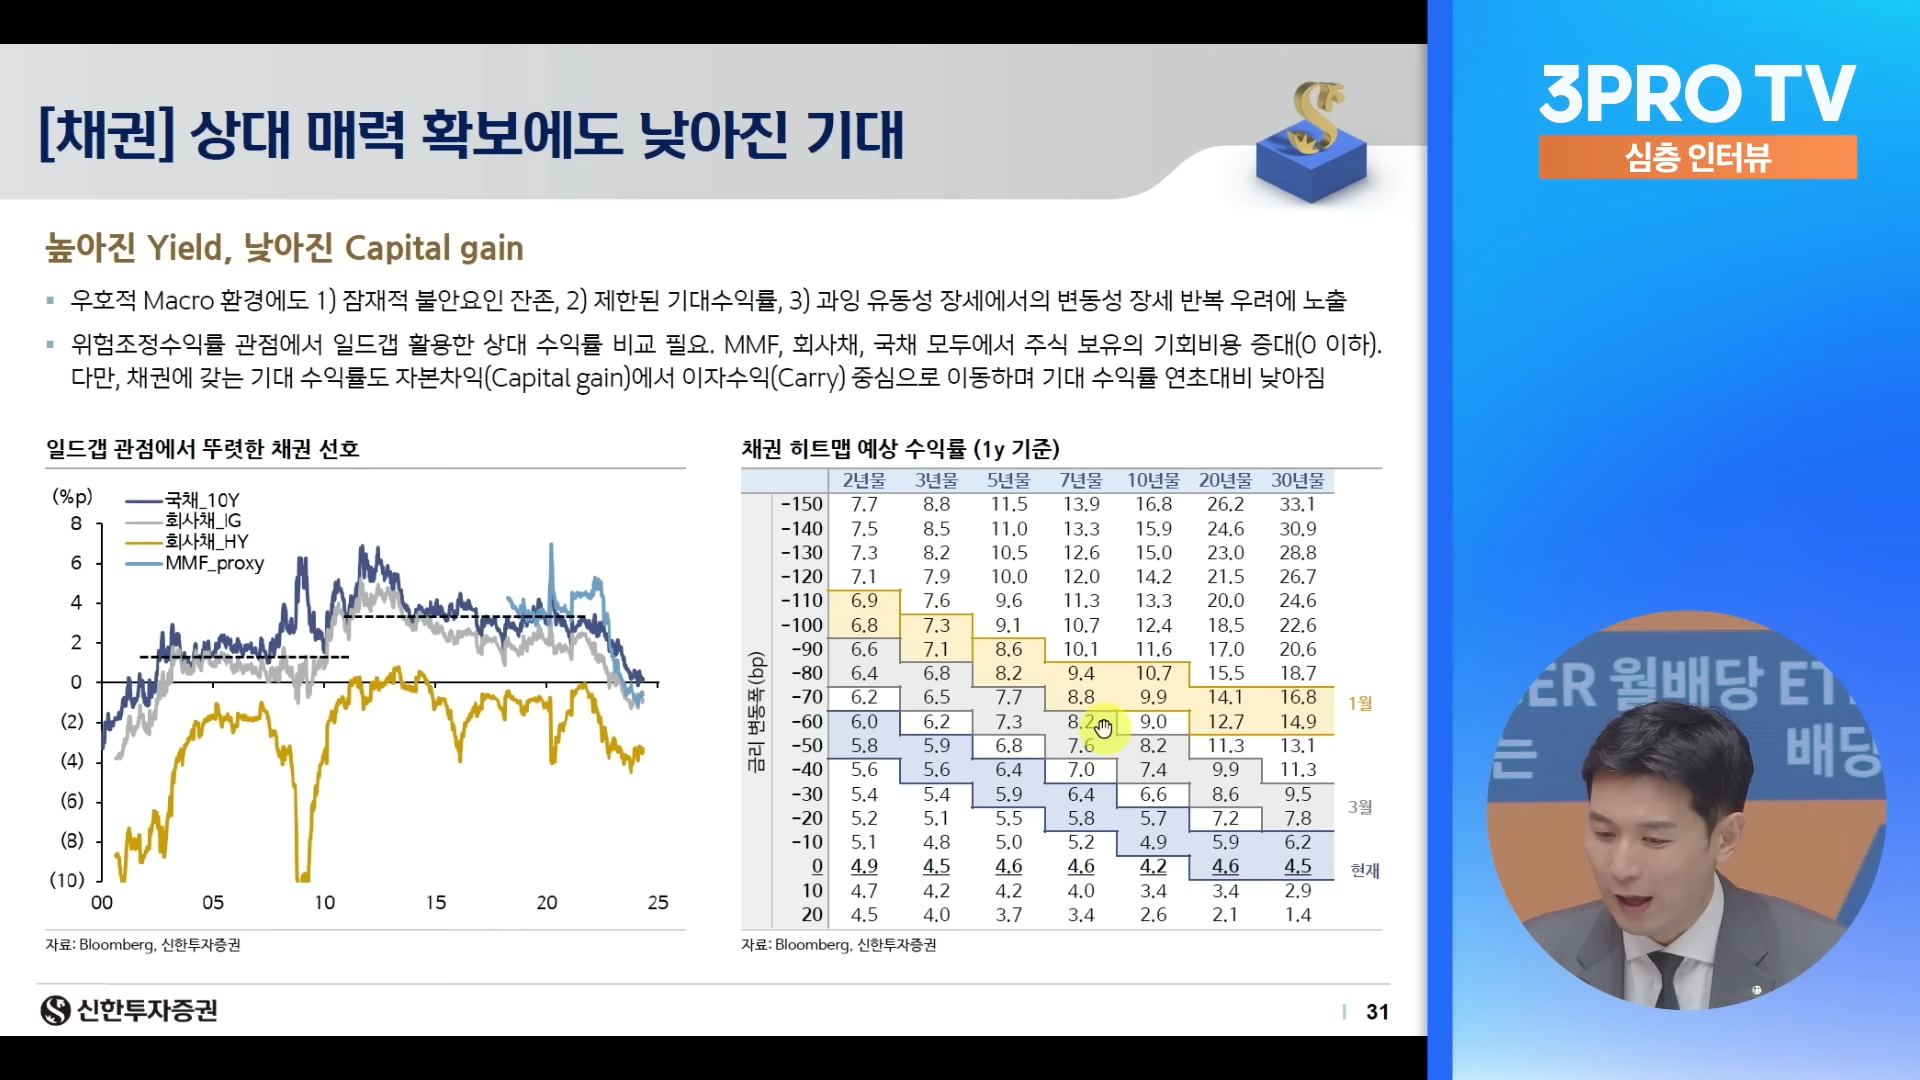 [채권] 상대 매력 확보에도 낮아진 기대
높아진 Yield, 낮아진 Capital gain
▪ 우호적 Macro 환경에도 1) 잠재적 불안요인 잔존, 2) 제한된 기대수익률, 3) 과잉 유동성 장세에서의 변동성 장세 반복 우려에 노출
▪ 위험조정수익률 관점에서 일드갭 활용한 상대 수익률 비교 필요. MMF, 회사채, 국채 모두에서 주식 보유의 기회비용 증대(0 이하).
다만, 채권에 갖는 기대 수익률도 자본차익(Capital gain)에서 이자수익(Carry) 중심으로 이동하며 기대 수익률 연초대비 낮아짐
일드갭 관점에서 뚜렷한 채권 선호
(%p)
국채_10Y
회사채_IG
회사채_HY
MMF_proxy
8
6
4
2
0
(2)
(4)
(6)
(8)
(10)
00 05 10 15 20 25
자료: Bloomberg, 신한투자증권
채권 히트맵 예상 수익률 (1y 기준)
2년물 3년물 5년물 7년물 10년물 20년물 30년물
금리 변동폭(bp)
-150 7.7 8.8 11.5 13.9 16.8 26.2 33.1
-140 7.5 8.5 11.0 13.3 15.9 24.6 30.9
-130 7.3 8.2 10.5 12.6 15.0 23.0 28.8
-120 7.1 7.9 10.0 12.0 14.2 21.5 26.7
-110 6.9 7.6 9.6 11.3 13.3 20.0 24.6
-100 6.8 7.3 9.1 10.7 12.4 18.5 22.6
-90 6.6 7.1 8.6 10.1 11.6 17.0 20.6
-80 6.4 6.8 8.2 9.4 10.7 15.5 18.7
-70 6.2 6.5 7.7 8.8 9.9 14.1 16.8 1월
-60 6.0 6.2 7.3 8.2 9.0 12.7 14.9
-50 5.8 5.9 6.8 7.6 8.2 11.3 13.1
-40 5.6 5.6 6.4 7.0 7.4 9.9 11.3
-30 5.4 5.4 5.9 6.4 6.6 8.6 9.5 3월
-20 5.2 5.1 5.5 5.8 5.7 7.2 7.8
-10 5.1 4.8 5.0 5.2 4.9 5.9 6.2
0 4.9 4.5 4.6 4.6 4.2 4.6 4.5 현재
10 4.7 4.2 4.2 4.0 3.4 3.4 2.9
20 4.5 4.0 3.7 3.4 2.6 2.1 1.4
자료: Bloomberg, 신한투자증권
신한투자증권
31
3PRO TV
심층 인터뷰
ER 월배당 ET
는 배당